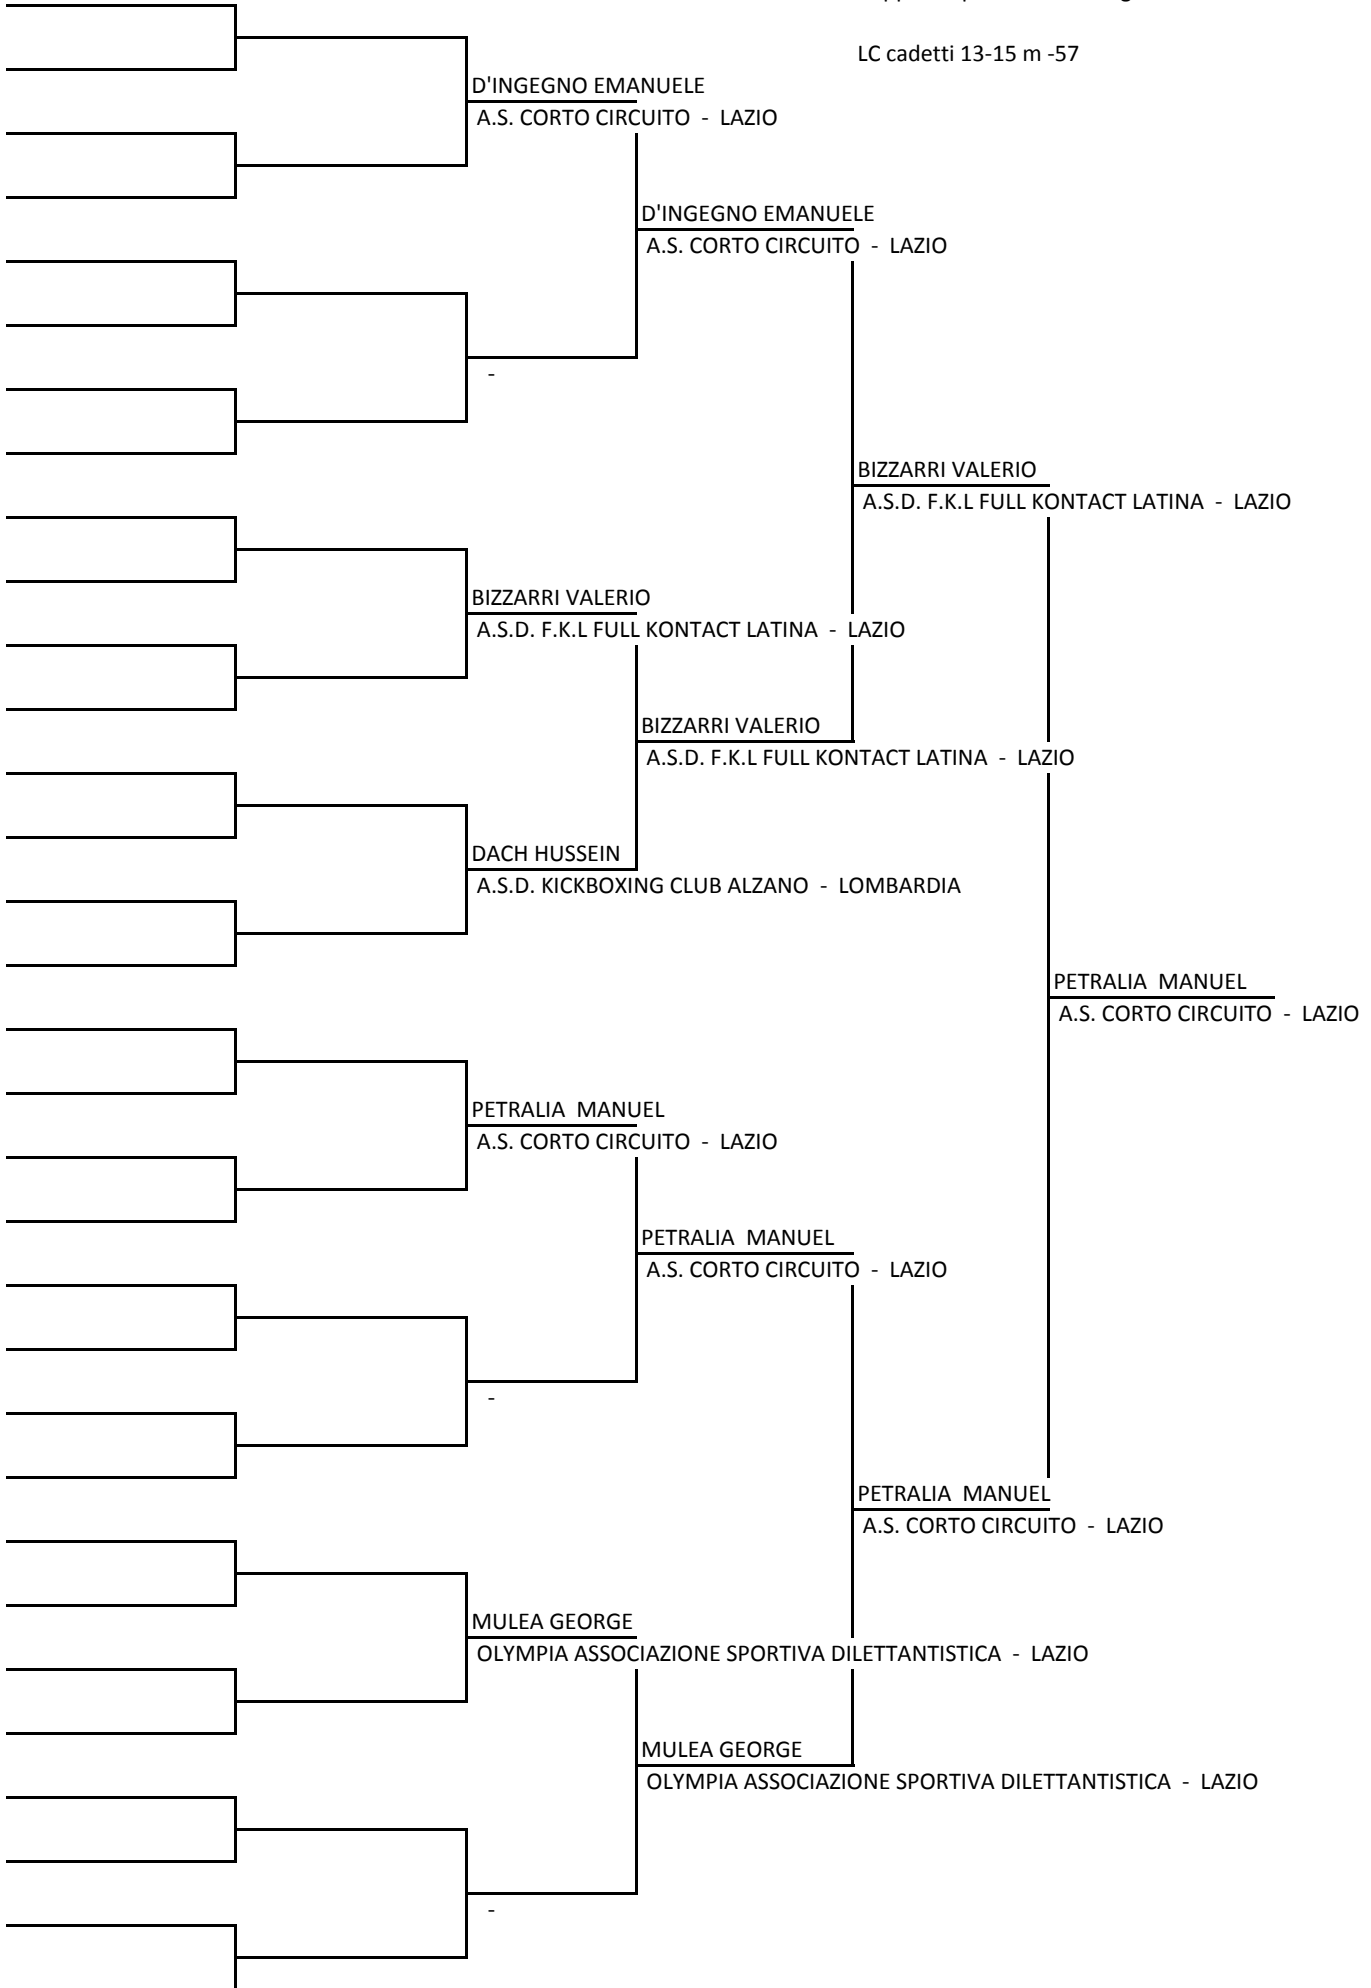 LC cadetti 13-15 m -57
D'INGEGNO EMANUELE
A.S. CORTO CIRCUITO - LAZIO
D'INGEGNO EMANUELE
A.S. CORTO CIRCUITO - LAZIO
-
BIZZARRI VALERIO
A.S.D. F.K.L FULL KONTACT LATINA - LAZIO
BIZZARRI VALERIO
A.S.D. F.K.L FULL KONTACT LATINA - LAZIO
BIZZARRI VALERIO
A.S.D. F.K.L FULL KONTACT LATINA - LAZIO
DACH HUSSEIN
A.S.D. KICKBOXING CLUB ALZANO - LOMBARDIA
PETRALIA  MANUEL
A.S. CORTO CIRCUITO - LAZIO
PETRALIA  MANUEL
A.S. CORTO CIRCUITO - LAZIO
PETRALIA  MANUEL
A.S. CORTO CIRCUITO - LAZIO
-
PETRALIA  MANUEL
A.S. CORTO CIRCUITO - LAZIO
MULEA GEORGE
OLYMPIA ASSOCIAZIONE SPORTIVA DILETTANTISTICA - LAZIO
MULEA GEORGE
OLYMPIA ASSOCIAZIONE SPORTIVA DILETTANTISTICA - LAZIO
-